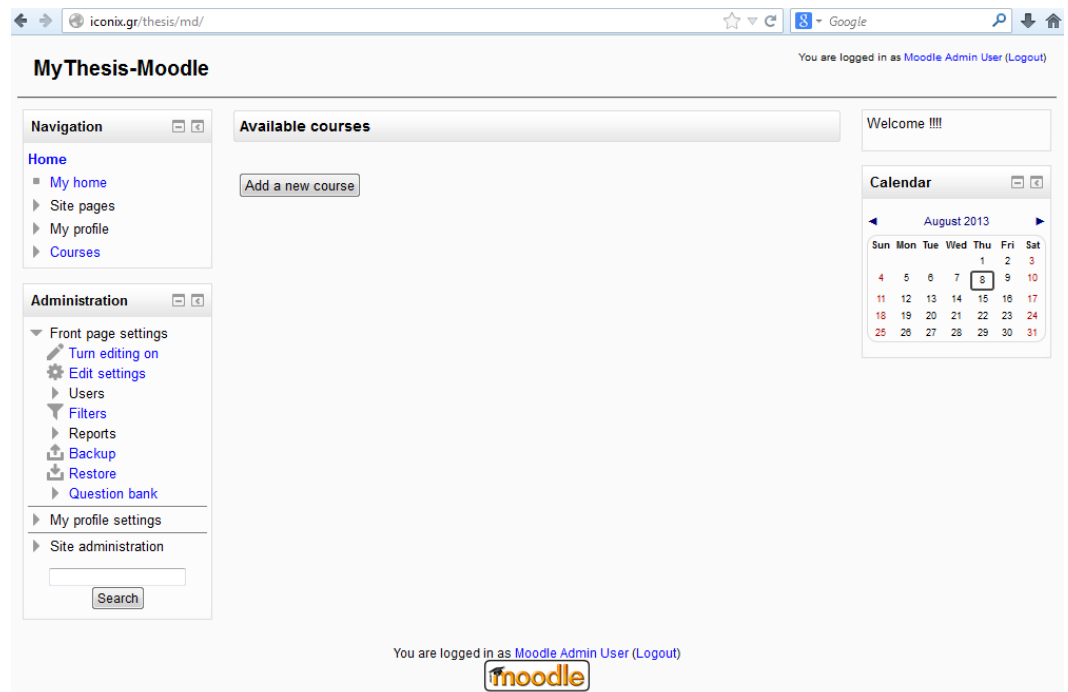 iconix.gr/thesis/md/
Google
MyThesis-Moodle
You are logged in as Moodle Admin User (Logout)
Navigation
Home
My home
Site pages
My profile
Courses
Administration
Front page settings
Turn editing on
Edit settings
Users
Filters
Reports
Backup
Restore
Question bank
My profile settings
Site administration
Search
Available courses
Add a new course
Welcome !!!!
Calendar
August 2013
Sun Mon Tue Wed Thu Fri Sat
1 2 3
4 5 6 7 8 9 10
11 12 13 14 15 16 17
18 19 20 21 22 23 24
25 26 27 28 29 30 31
You are logged in as Moodle Admin User (Logout)
moodle